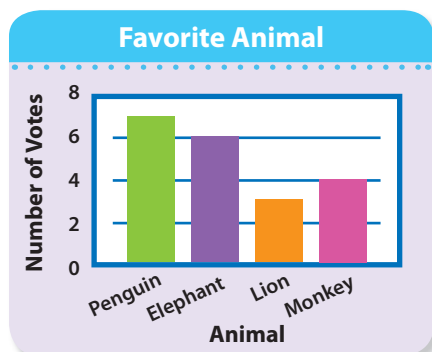 Favorite Animal
Number of Votes
8
6
4
2
0
Penguin
Elephant
Lion
Monkey
Animal